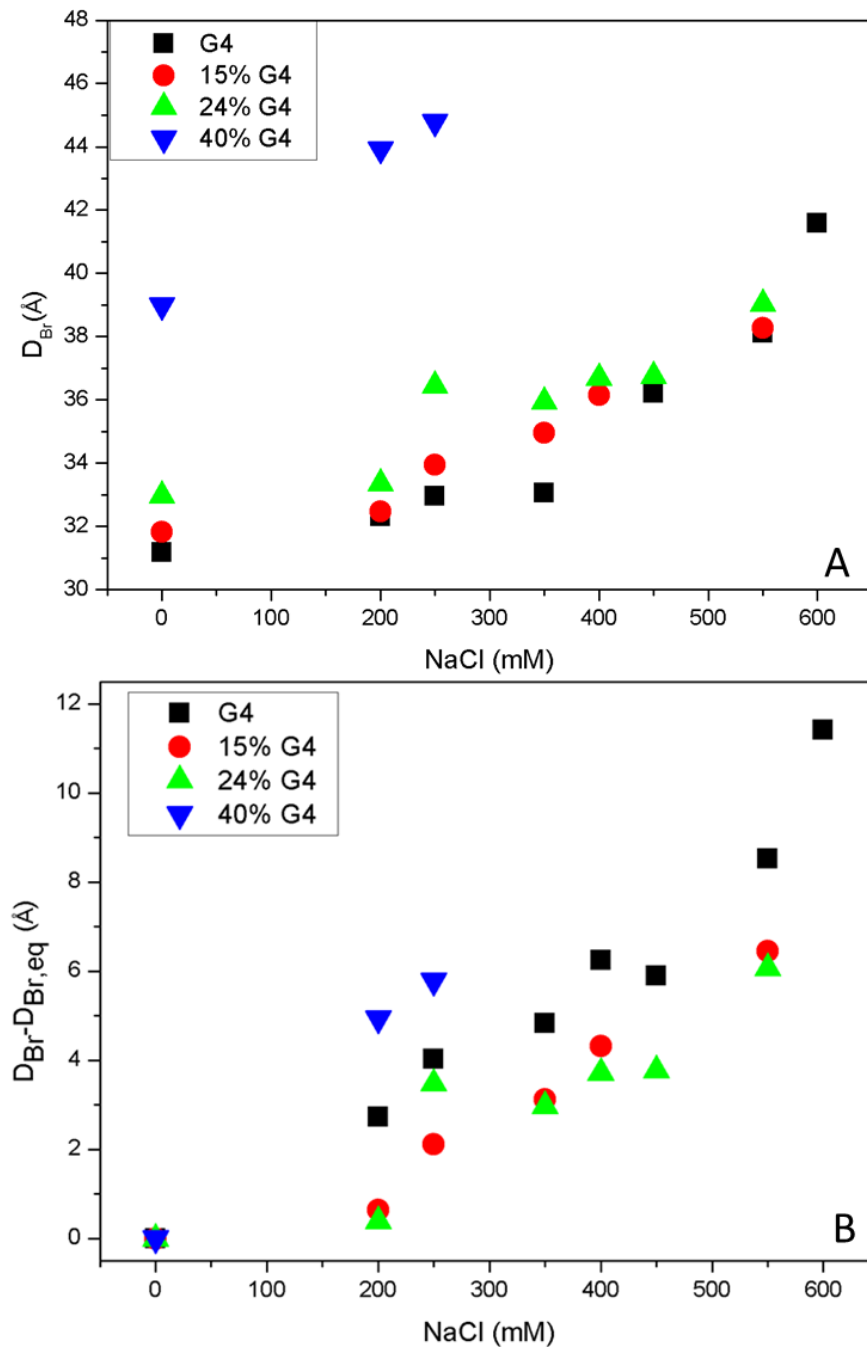 48
46
44
42
40
38
36
34
32
30
G4
15% G4
24% G4
40% G4
D_Br (Å)
A
0 100 200 300 400 500 600
NaCl (mM)
12
10
8
6
4
2
0
G4
15% G4
24% G4
40% G4
D_Br-D_Br,eq (Å)
B
0 100 200 300 400 500 600
NaCl (mM)